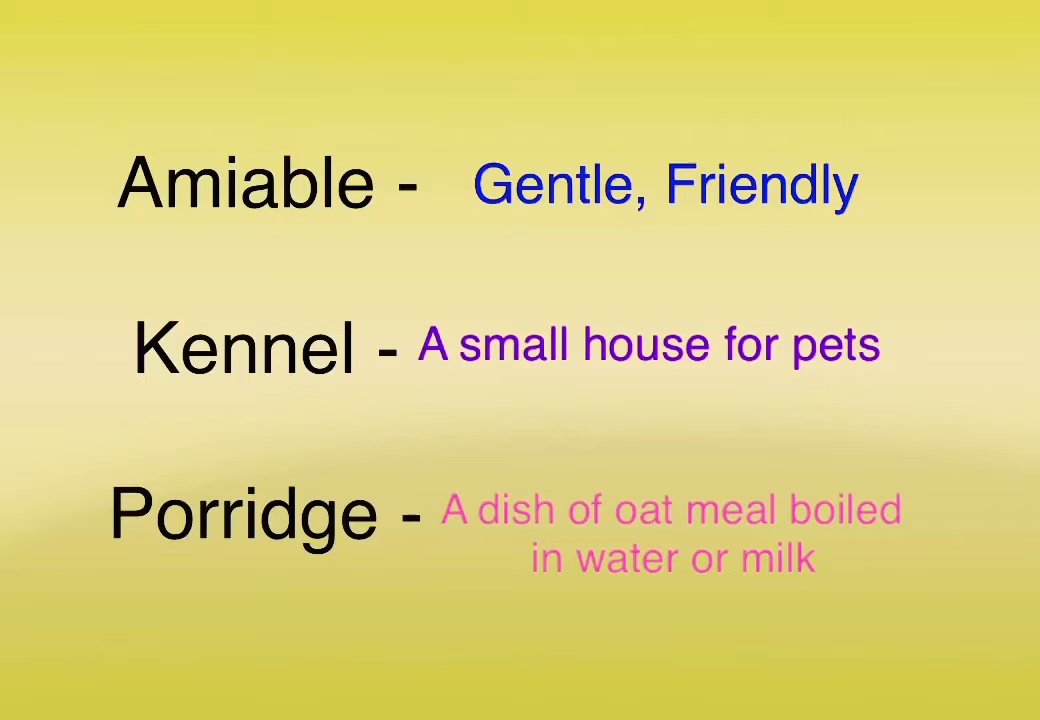 Amiable - Gentle, Friendly
Kennel - A small house for pets
Porridge - A dish of oat meal boiled
in water or milk